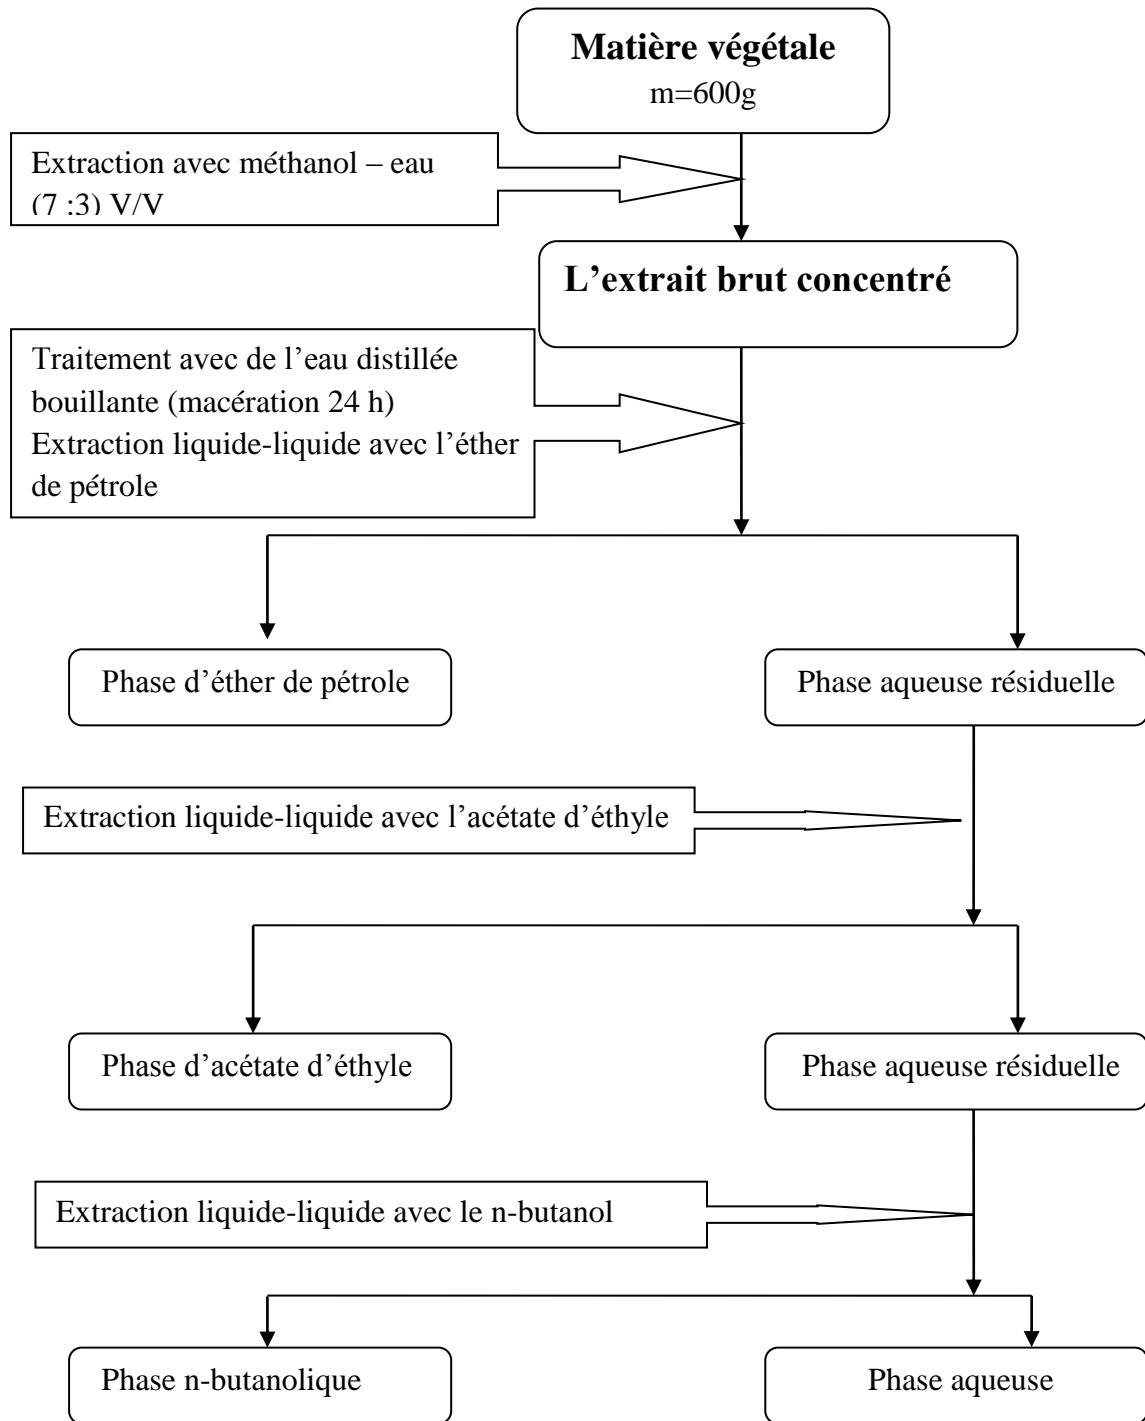 Matière végétale
m=600g
Extraction avec méthanol – eau
(7 :3) V/V
L’extrait brut concentré
Traitement avec de l’eau distillée
bouillante (macération 24 h)
Extraction liquide-liquide avec l’éther
de pétrole
Phase d’éther de pétrole
Phase aqueuse résiduelle
Extraction liquide-liquide avec l’acétate d’éthyle
Phase d’acétate d’éthyle
Phase aqueuse résiduelle
Extraction liquide-liquide avec le n-butanol
Phase n-butanolique
Phase aqueuse